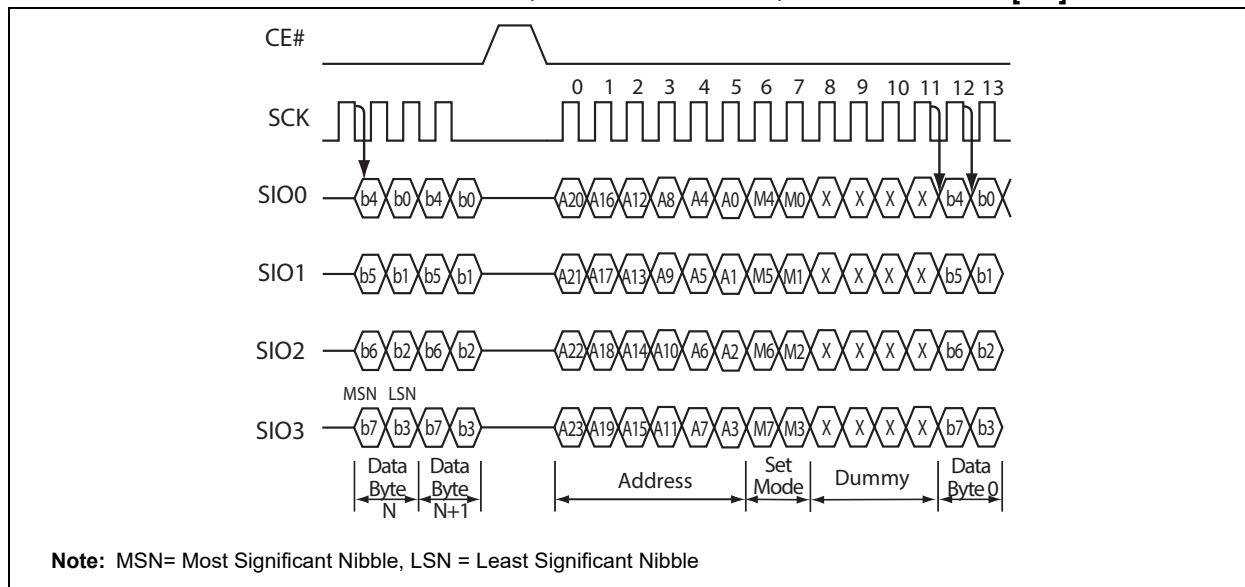 CE#
0 1 2 3 4 5 6 7 8 9 10 11 12 13
SCK
SIO0 b4 b0 b4 b0 A20 A16 A12 A8 A4 A0 M4 M0 X X X X b4 b0
SIO1 b5 b1 b5 b1 A21 A17 A13 A9 A5 A1 M5 M1 X X X X b5 b1
SIO2 b6 b2 b6 b2 A22 A18 A14 A10 A6 A2 M6 M2 X X X X b6 b2
MSN LSN
SIO3 b7 b3 b7 b3 A23 A19 A15 A11 A7 A3 M7 M3 X X X X b7 b3
Data Byte N
Data Byte N+1
Address
Set Mode
Dummy
Data Byte 0
Note: MSN= Most Significant Nibble, LSN = Least Significant Nibble